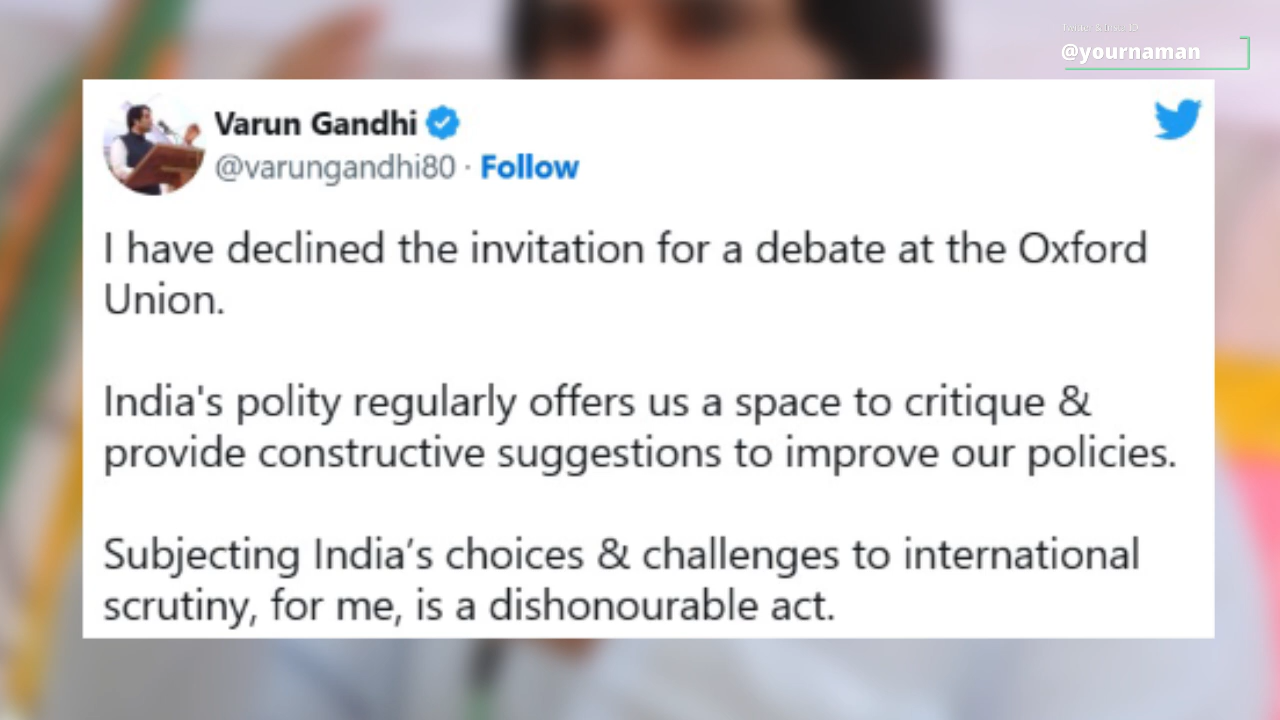 @yournaman
Varun Gandhi
@varungandhi80 · Follow
I have declined the invitation for a debate at the Oxford
Union.
India's polity regularly offers us a space to critique &
provide constructive suggestions to improve our policies.
Subjecting India’s choices & challenges to international
scrutiny, for me, is a dishonourable act.